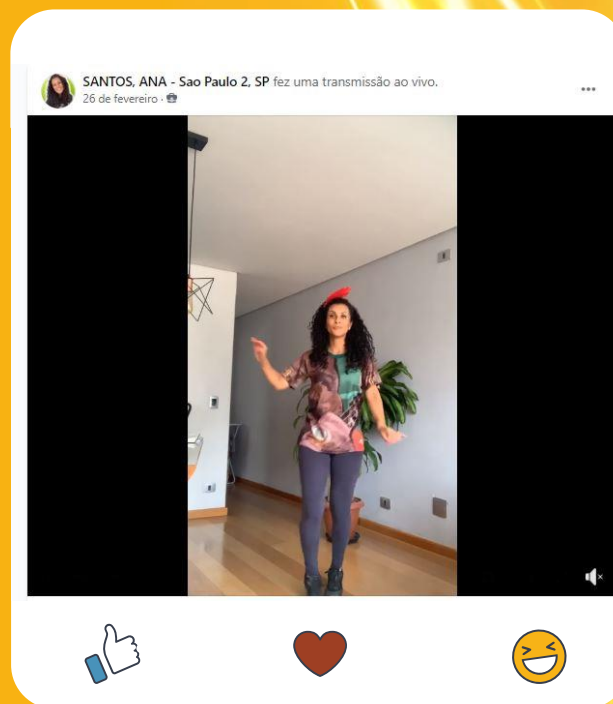 SANTOS, ANA - Sao Paulo 2, SP fez uma transmissão ao vivo.
26 de fevereiro ·